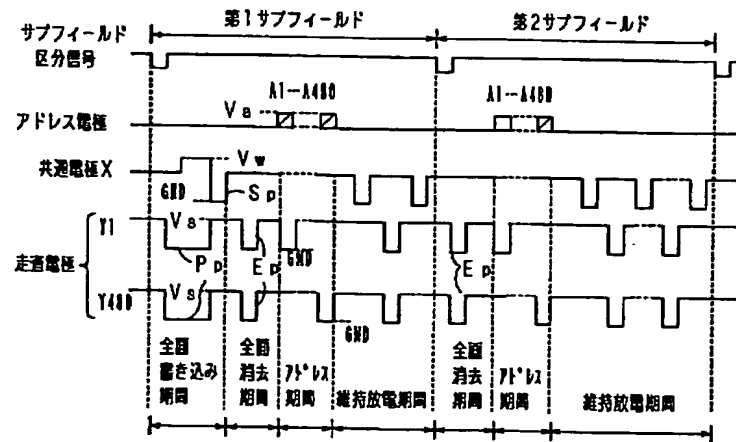 第1サブフィールド
第2サブフィールド
サブフィールド
区分信号
A1−A480
A1−A480
Va
アドレス電極
共通電極X
Vw
GND
Sp
Y1
Vs
GND
走査電極
Pp
Ep
Ep
Y480
Vs
GND
全面
書き込み
期間
全面
消去
期間
アドレス
期間
維持放電期間
全面
消去
期間
アドレス
期間
維持放電期間